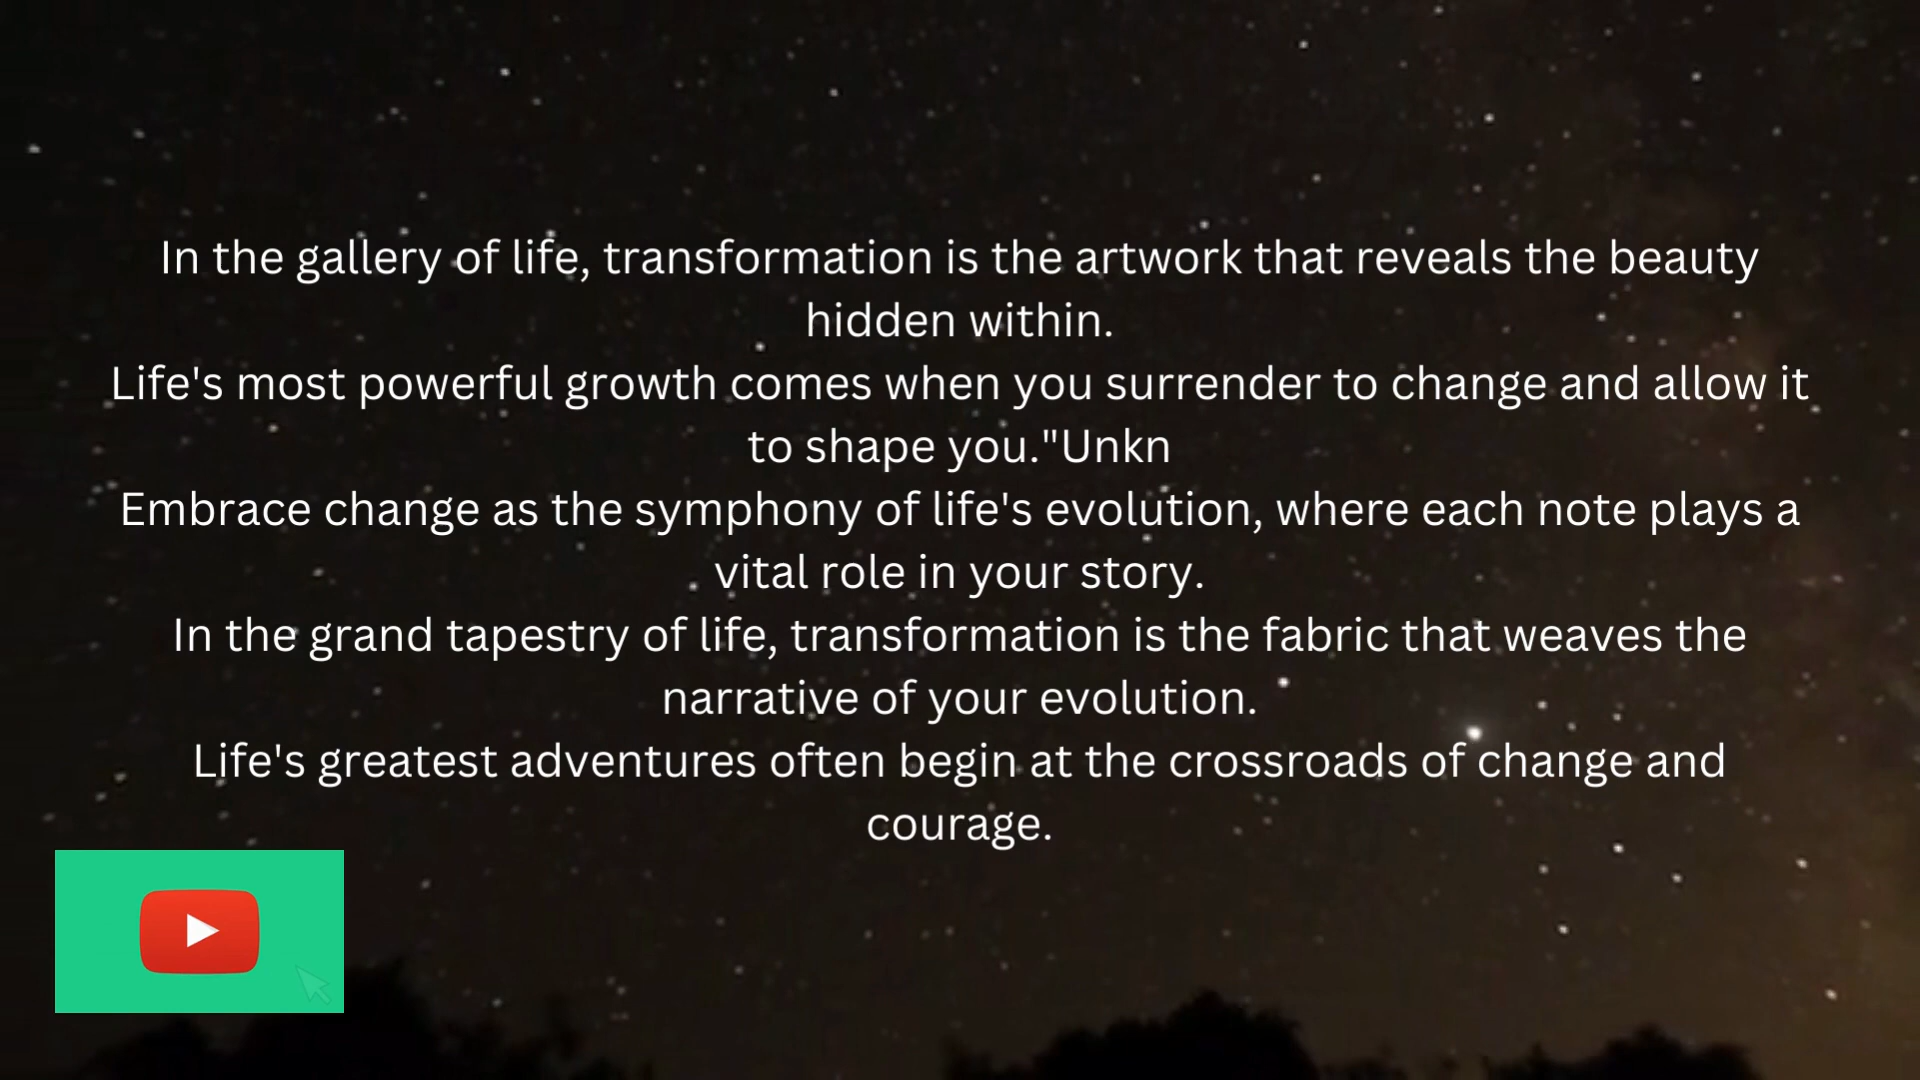 In the gallery of life, transformation is the artwork that reveals the beauty
hidden within.
Life's most powerful growth comes when you surrender to change and allow it
to shape you."Unkn
Embrace change as the symphony of life's evolution, where each note plays a
vital role in your story.
In the grand tapestry of life, transformation is the fabric that weaves the
narrative of your evolution.
Life's greatest adventures often begin at the crossroads of change and
courage.